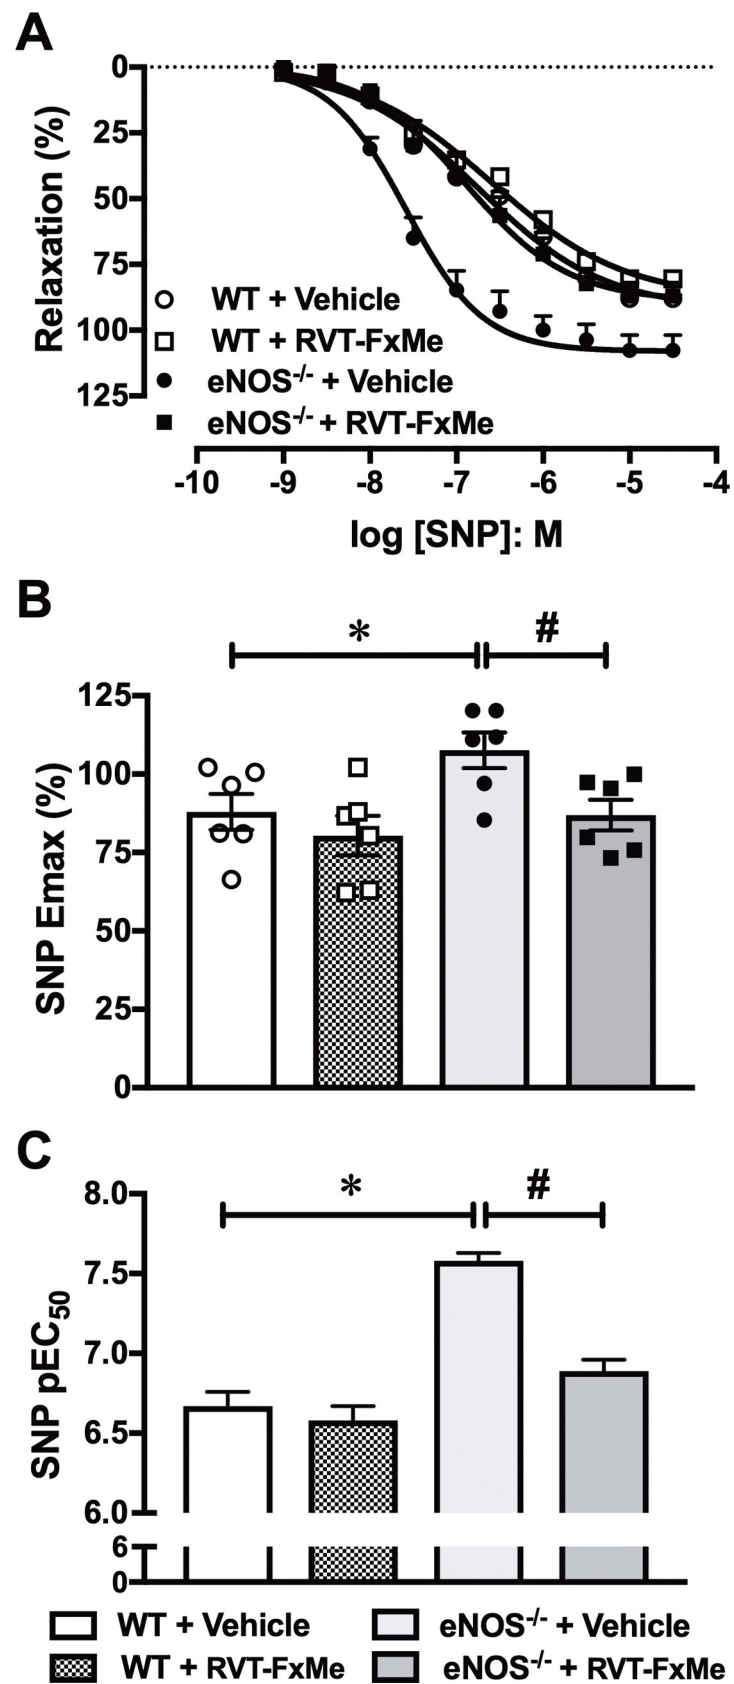 A
Relaxation (%)
0
25
50
75
100
125
WT + Vehicle
WT + RVT-FxMe
eNOS-/- + Vehicle
eNOS-/- + RVT-FxMe
-10 -9 -8 -7 -6 -5 -4
log [SNP]: M
B
* #
SNP Emax (%)
125
100
75
50
25
0
C
* #
SNP pEC50
8.0
7.5
7.0
6.5
6.0
6
0
WT + Vehicle eNOS-/- + Vehicle
WT + RVT-FxMe eNOS-/- + RVT-FxMe